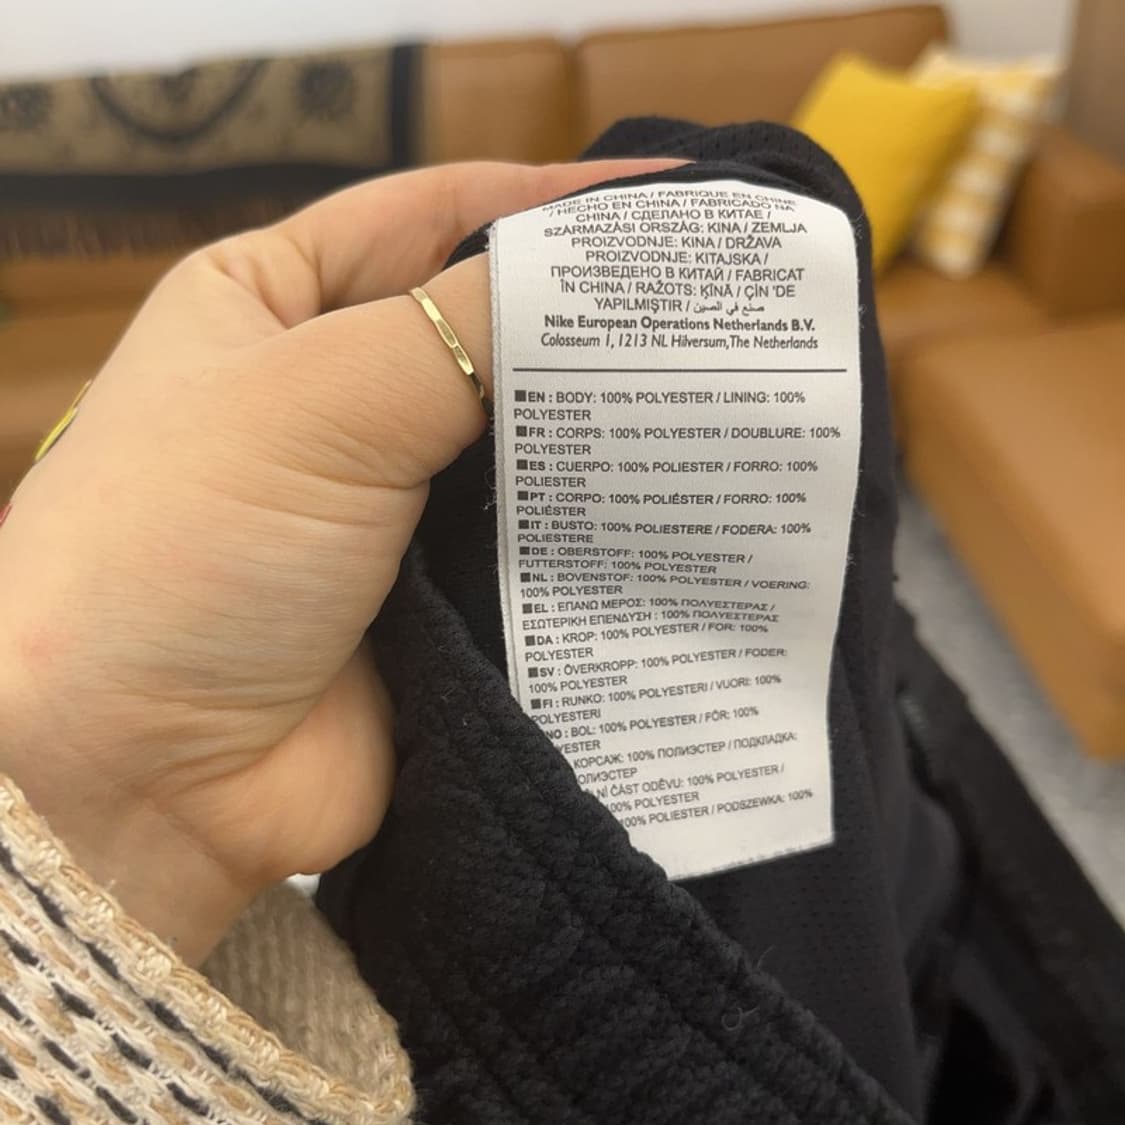 MADE IN CHINA / FABRIQUE EN CHINE
/ HECHO EN CHINA / FABRICADO NA
CHINA / СДЕЛАНО В КИТАЕ /
SZÁRMAZÁSI ORSZÁG: KINA / ZEMLJA
PROIZVODNJE: KINA / DRŽAVA
PROIZVODNJE: KITAJSKA /
ПРОИЗВЕДЕНО В КИТАЙ / FABRICAT
ÎN CHINA / RAŽOTS: ĶĪNĀ / ÇİN 'DE
YAPILMIŞTIR / صنع في الصين
Nike European Operations Netherlands B.V.
Colosseum 1, 1213 NL Hilversum, The Netherlands
EN : BODY: 100% POLYESTER / LINING: 100%
POLYESTER
FR : CORPS: 100% POLYESTER / DOUBLURE: 100%
POLYESTER
ES : CUERPO: 100% POLIESTER / FORRO: 100%
POLIESTER
PT : CORPO: 100% POLIÉSTER / FORRO: 100%
POLIÉSTER
IT : BUSTO: 100% POLIESTERE / FODERA: 100%
POLIESTERE
DE : OBERSTOFF: 100% POLYESTER /
FUTTERSTOFF: 100% POLYESTER
NL : BOVENSTOF: 100% POLYESTER / VOERING:
100% POLYESTER
EL : ΕΠΑΝΩ ΜΕΡΟΣ: 100% ΠΟΛΥΕΣΤΕΡΑΣ /
ΕΣΩΤΕΡΙΚΗ ΕΠΕΝΔΥΣΗ : 100% ΠΟΛΥΕΣΤΕΡΑΣ
DA : KROP: 100% POLYESTER / FOR: 100%
POLYESTER
SV : ÖVERKROPP: 100% POLYESTER / FODER:
100% POLYESTER
FI : RUNKO: 100% POLYESTERI / VUORI: 100%
POLYESTERI
NO : BOL: 100% POLYESTER / FÔR: 100%
YESTER
КОРСАЖ: 100% ПОЛИЭСТЕР / ПОДКЛАДКА:
ОЛИЭСТЕР
NÍ ČÁST ODĚVU: 100% POLYESTER /
100% POLYESTER
100% POLIESTER / PODSZEWKA: 100%